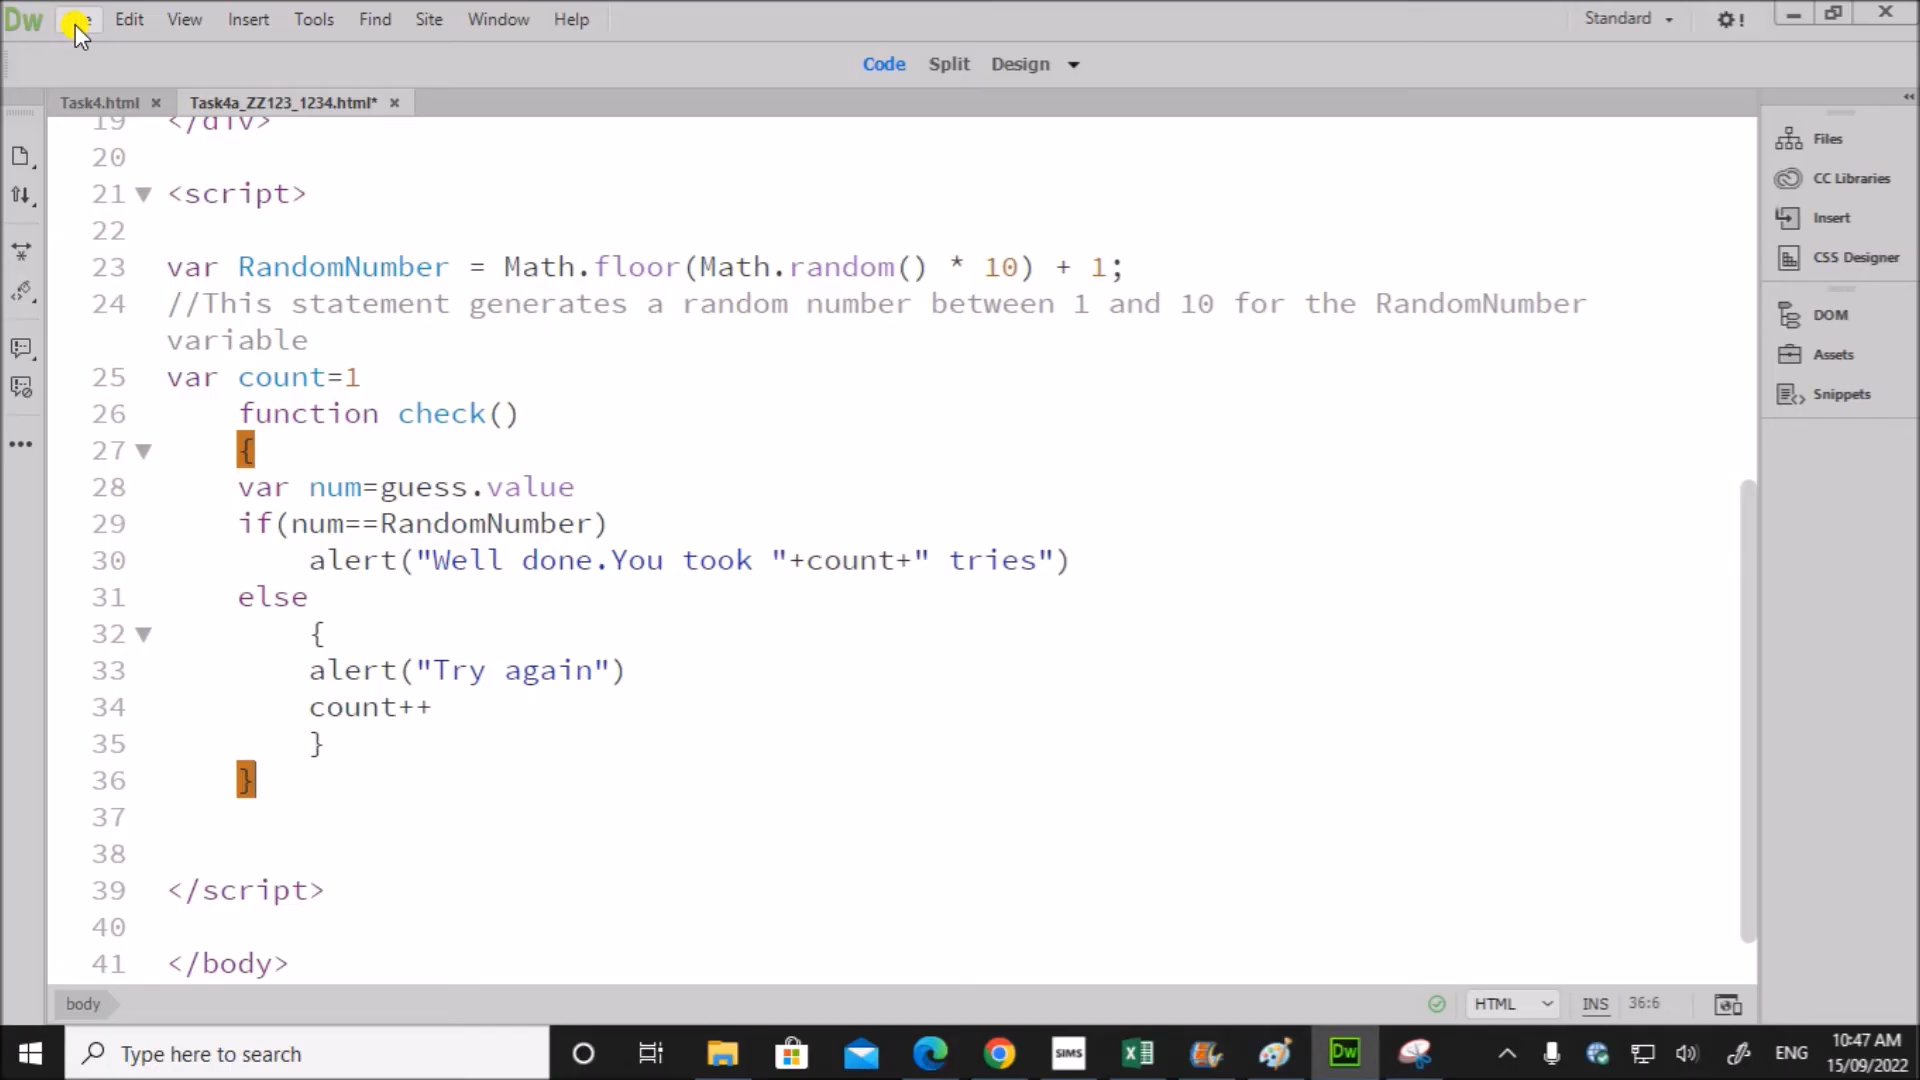 Dw Edit View Insert Tools Find Site Window Help Standard
Code Split Design
Task4.html × Task4a_ZZ123_1234.html* ×
19 </div>
20
21 <script>
22
23 var RandomNumber = Math.floor(Math.random() * 10) + 1;
24 //This statement generates a random number between 1 and 10 for the RandomNumber
variable
25 var count=1
26 function check()
27 {
28 var num=guess.value
29 if(num==RandomNumber)
30 alert("Well done.You took "+count+" tries")
31 else
32 {
33 alert("Try again")
34 count++
35 }
36 }
37
38
39 </script>
40
41 </body>
Files
CC Libraries
Insert
CSS Designer
DOM
Assets
Snippets
body HTML INS 36:6
Type here to search
SIMS
Dw
ENG
10:47 AM
15/09/2022